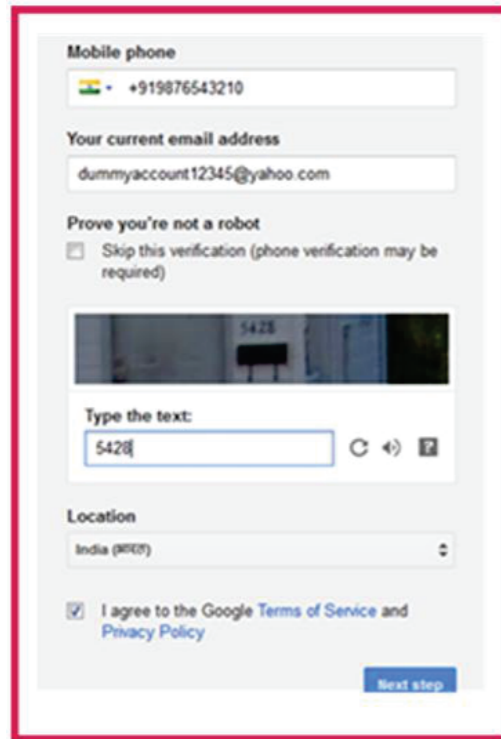 Mobile phone
+919876543210
Your current email address
dummyaccount12345@yahoo.com
Prove you're not a robot
Skip this verification (phone verification may be
required)
5428
Type the text:
5428
Location
India (भारत)
I agree to the Google Terms of Service and
Privacy Policy
Next step